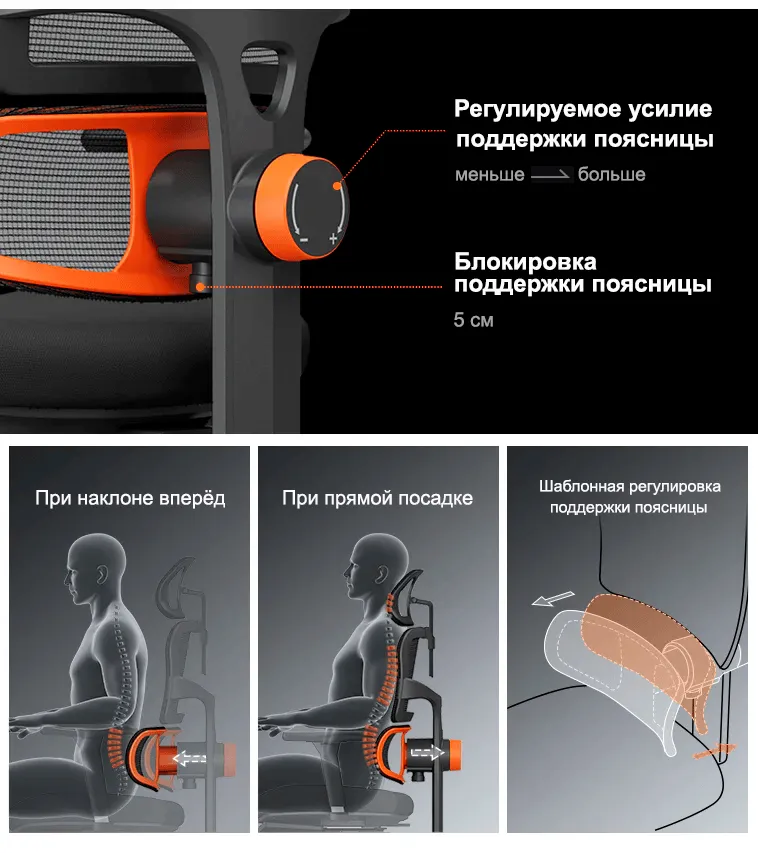 Регулируемое усилие
поддержки поясницы
меньше больше
− +
Блокировка
поддержки поясницы
5 см
При наклоне вперёд
При прямой посадке
Шаблонная регулировка
поддержки поясницы